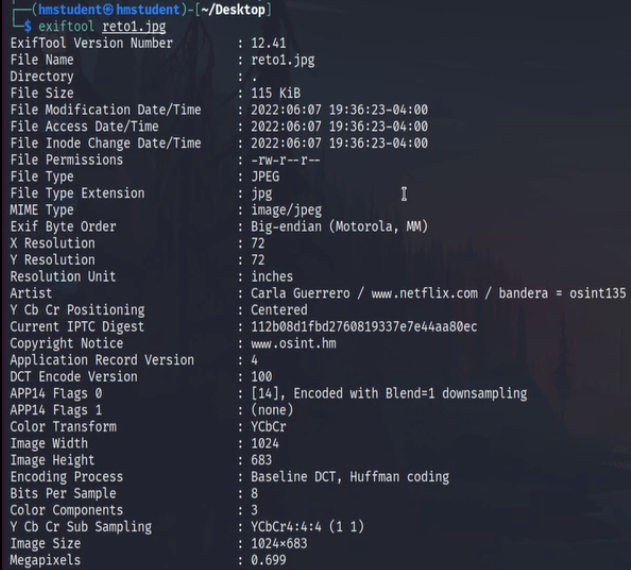 (hmstudent㉿hmstudent)-[~/Desktop]
$ exiftool reto1.jpg
ExifTool Version Number : 12.41
File Name : reto1.jpg
Directory : .
File Size : 115 KiB
File Modification Date/Time : 2022:06:07 19:36:23-04:00
File Access Date/Time : 2022:06:07 19:36:23-04:00
File Inode Change Date/Time : 2022:06:07 19:36:23-04:00
File Permissions : -rw-r--r--
File Type : JPEG
File Type Extension : jpg
MIME Type : image/jpeg
Exif Byte Order : Big-endian (Motorola, MM)
X Resolution : 72
Y Resolution : 72
Resolution Unit : inches
Artist : Carla Guerrero / www.netflix.com / bandera = osint135
Y Cb Cr Positioning : Centered
Current IPTC Digest : 112b08d1fbd2760819337e7e44aa80ec
Copyright Notice : www.osint.hm
Application Record Version : 4
DCT Encode Version : 100
APP14 Flags 0 : [14], Encoded with Blend=1 downsampling
APP14 Flags 1 : (none)
Color Transform : YCbCr
Image Width : 1024
Image Height : 683
Encoding Process : Baseline DCT, Huffman coding
Bits Per Sample : 8
Color Components : 3
Y Cb Cr Sub Sampling : YCbCr4:4:4 (1 1)
Image Size : 1024×683
Megapixels : 0.699